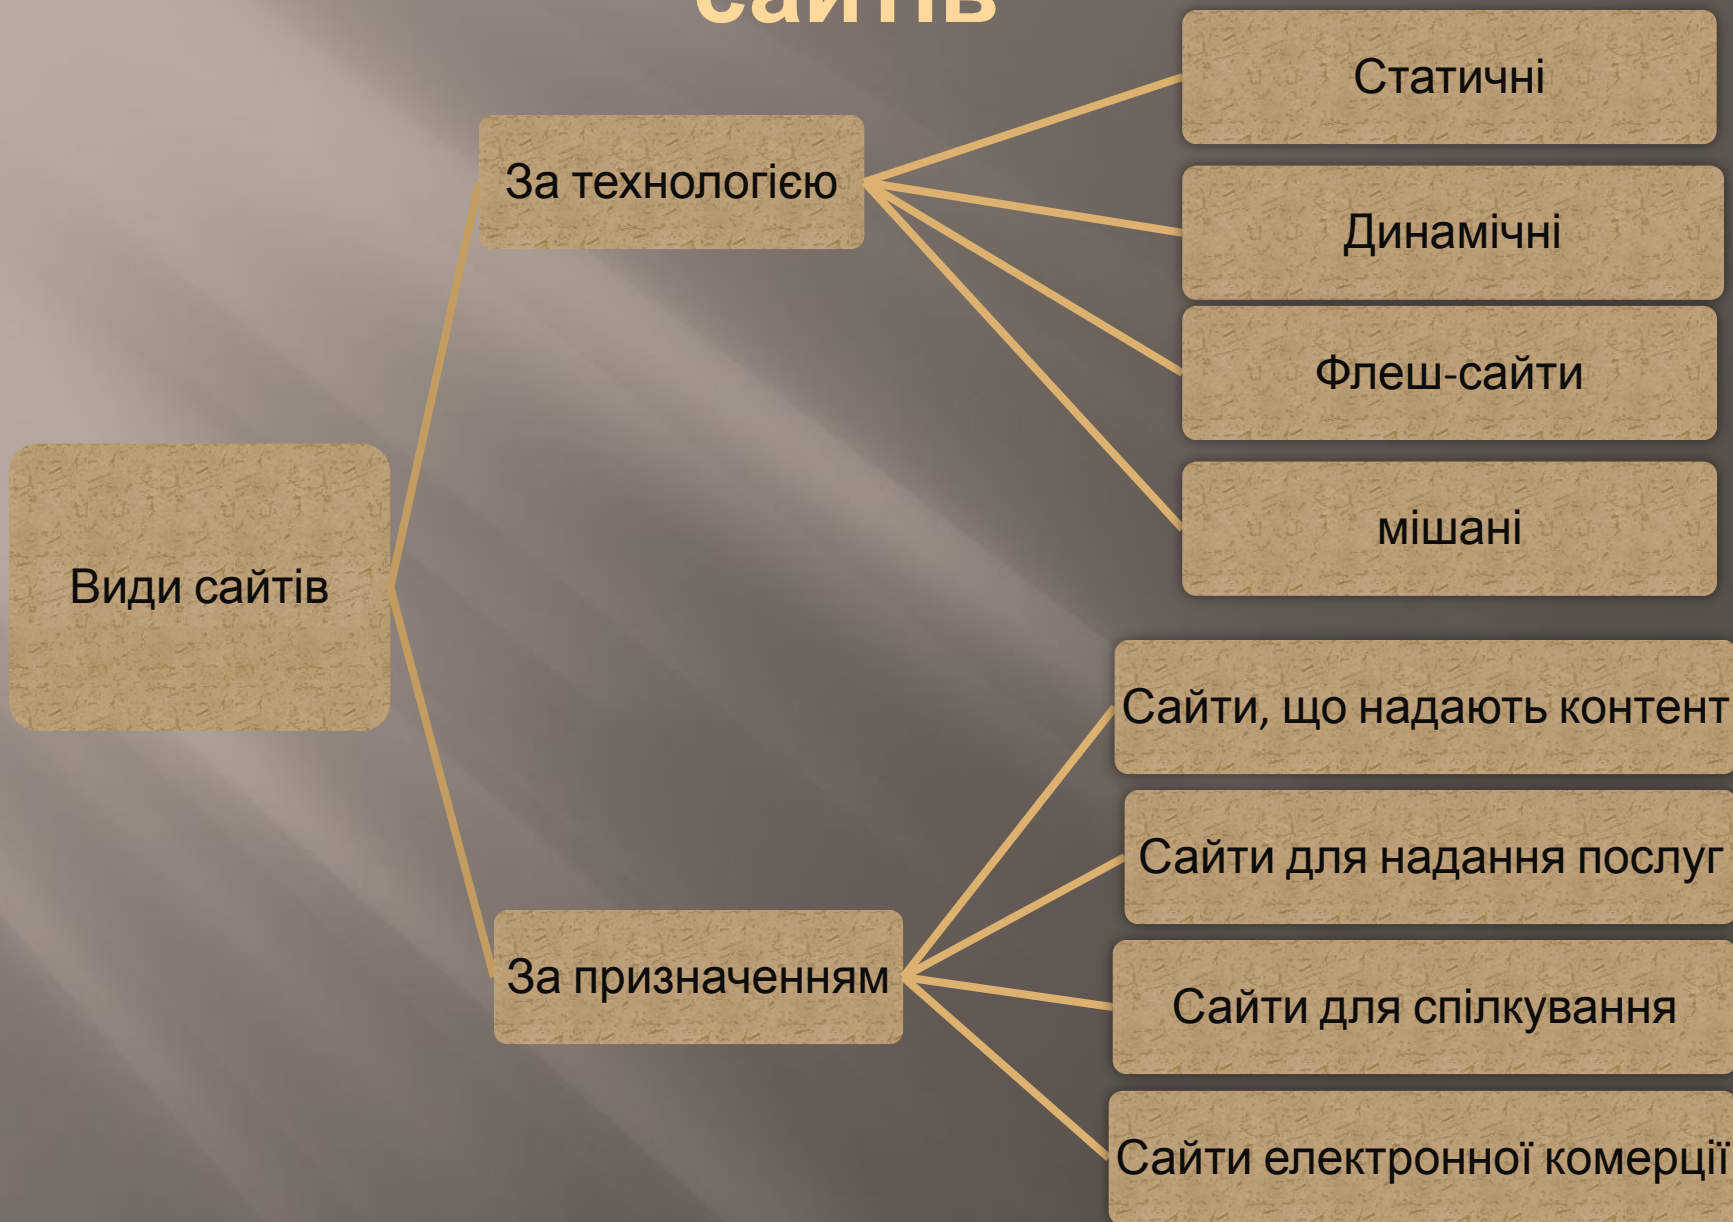 сайтів
Види сайтів
За технологією
Статичні
Динамічні
Флеш-сайти
мішані
За призначенням
Сайти, що надають контент
Сайти для надання послуг
Сайти для спілкування
Сайти електронної комерції